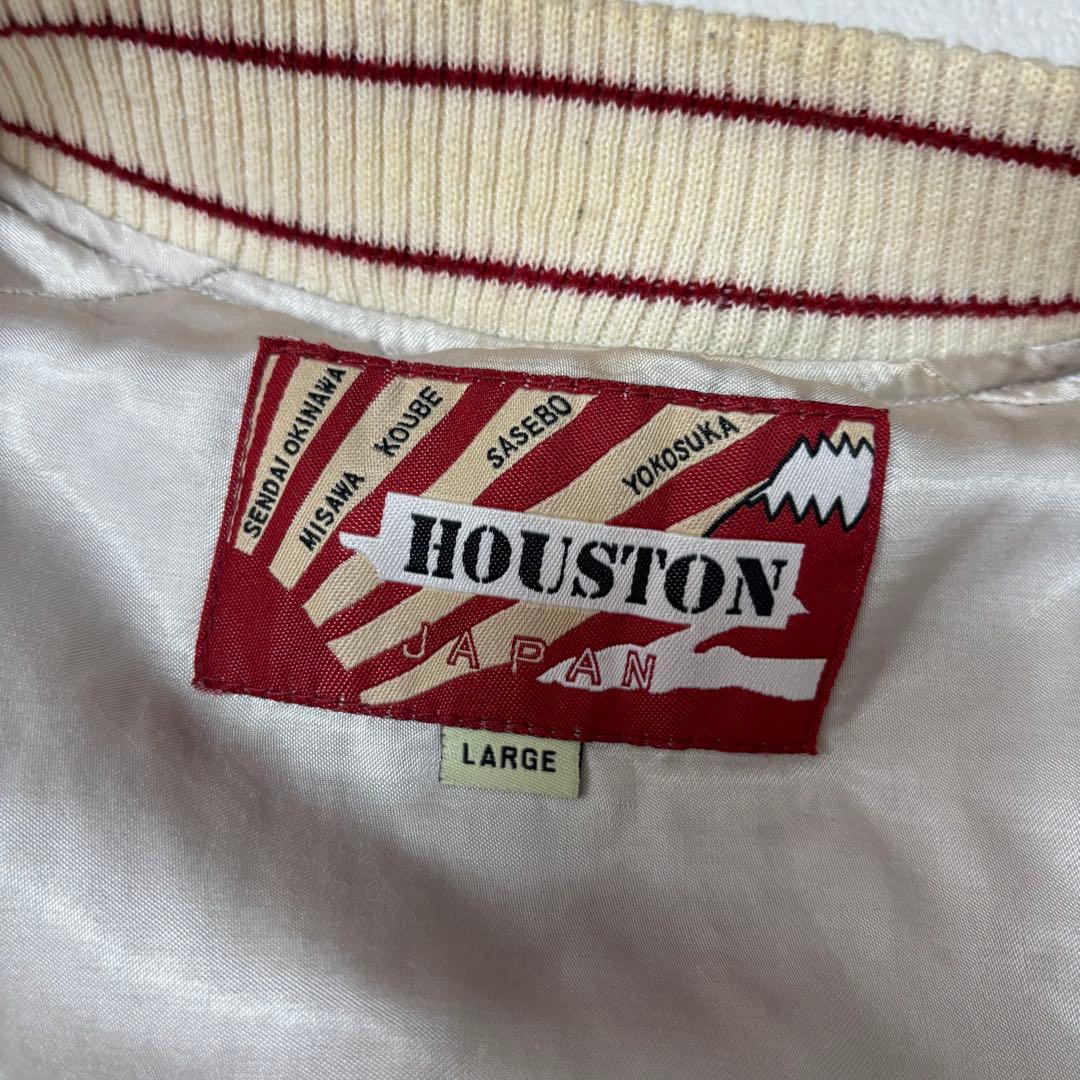 SENDAI OKINAWA
MISAWA KOUBE
SASEBO
YOKOSUKA
HOUSTON
JAPAN
LARGE